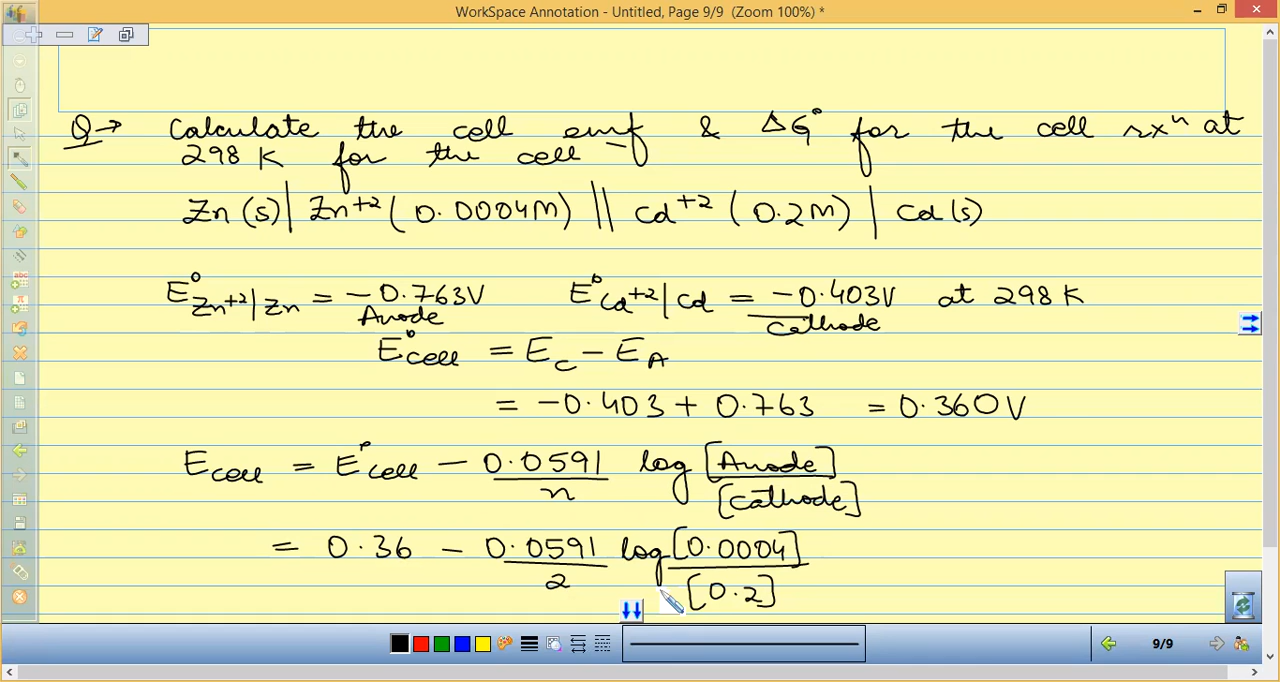 WorkSpace Annotation - Untitled, Page 9/9 (Zoom 100%) *
Q → Calculate the cell emf & ΔG° for the cell rxⁿ at
298 K for the cell -
Zn (s) | Zn+2 (0.0004M) || Cd+2 (0.2M) | Cd (s)
E°Zn+2|Zn = -0.763V E°Cd+2|Cd = -0.403V at 298K
Anode Cathode
E°cell = EC - EA
= -0.403 + 0.763 = 0.360V
Ecell = E°cell - 0.0591/n log [Anode]/[Cathode]
= 0.36 - 0.0591/2 log [0.0004]/[0.2]
9/9